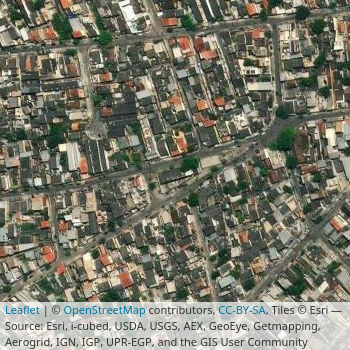 Leaflet | © OpenStreetMap contributors, CC-BY-SA, Tiles © Esri —
Source: Esri, i-cubed, USDA, USGS, AEX, GeoEye, Getmapping,
Aerogrid, IGN, IGP, UPR-EGP, and the GIS User Community